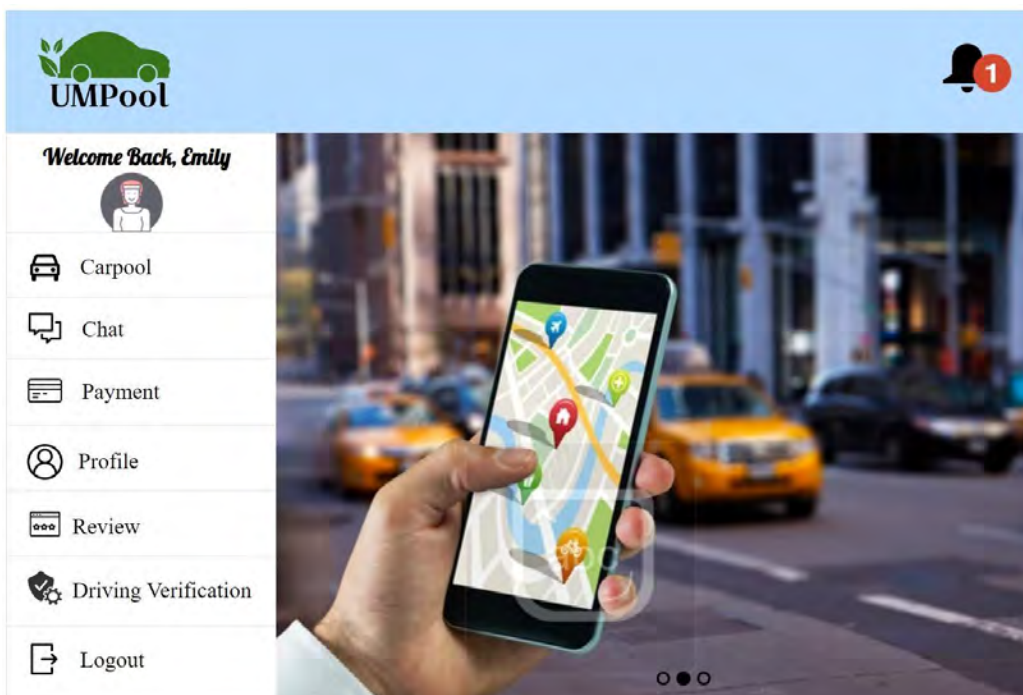 UMPool
1
Welcome Back, Emily
Carpool
Chat
Payment
Profile
Review
Driving Verification
Logout